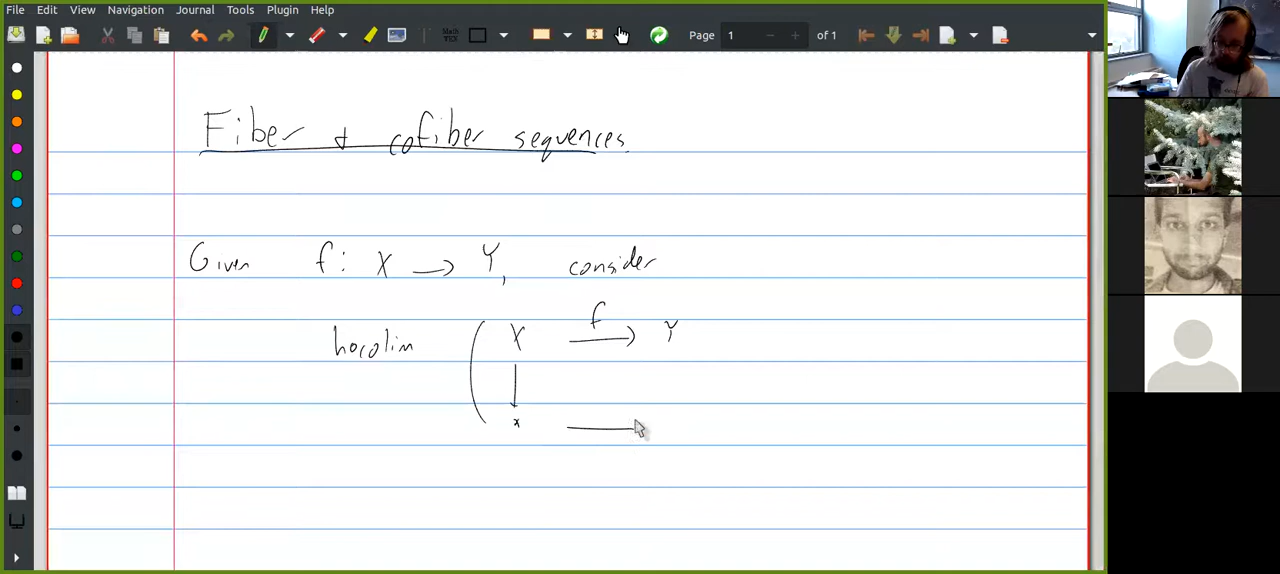 File Edit View Navigation Journal Tools Plugin Help
Page 1 of 1
Fiber + cofiber sequences
Given f: X → Y, consider
hocolim ( X f→ Y
↓
*